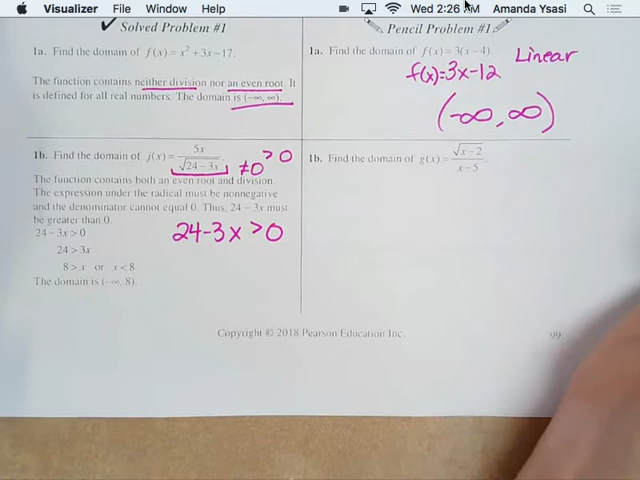 Visualizer File Window Help Wed 2:26 AM Amanda Ysasi
✔ Solved Problem #1
1a. Find the domain of f(x) = x² + 3x − 17.
The function contains neither division nor an even root. It
is defined for all real numbers. The domain is (−∞, ∞).
1b. Find the domain of j(x) = 5x / √(24 − 3x)
≠0 > 0
The function contains both an even root and division.
The expression under the radical must be nonnegative
and the denominator cannot equal 0. Thus, 24 − 3x must
be greater than 0.
24 − 3x > 0
24 > 3x
8 > x or x < 8
The domain is (−∞, 8).
24-3x > 0
Pencil Problem #1
1a. Find the domain of f(x) = 3(x − 4).
Linear
f(x)=3x-12
(-∞, ∞)
1b. Find the domain of g(x) = √(x − 2) / (x − 5).
Copyright © 2018 Pearson Education Inc.
99